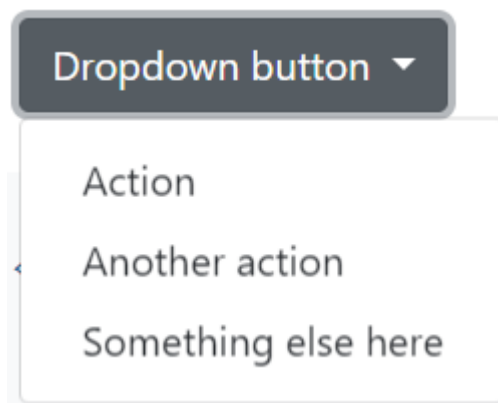 Dropdown button
Action
Another action
Something else here